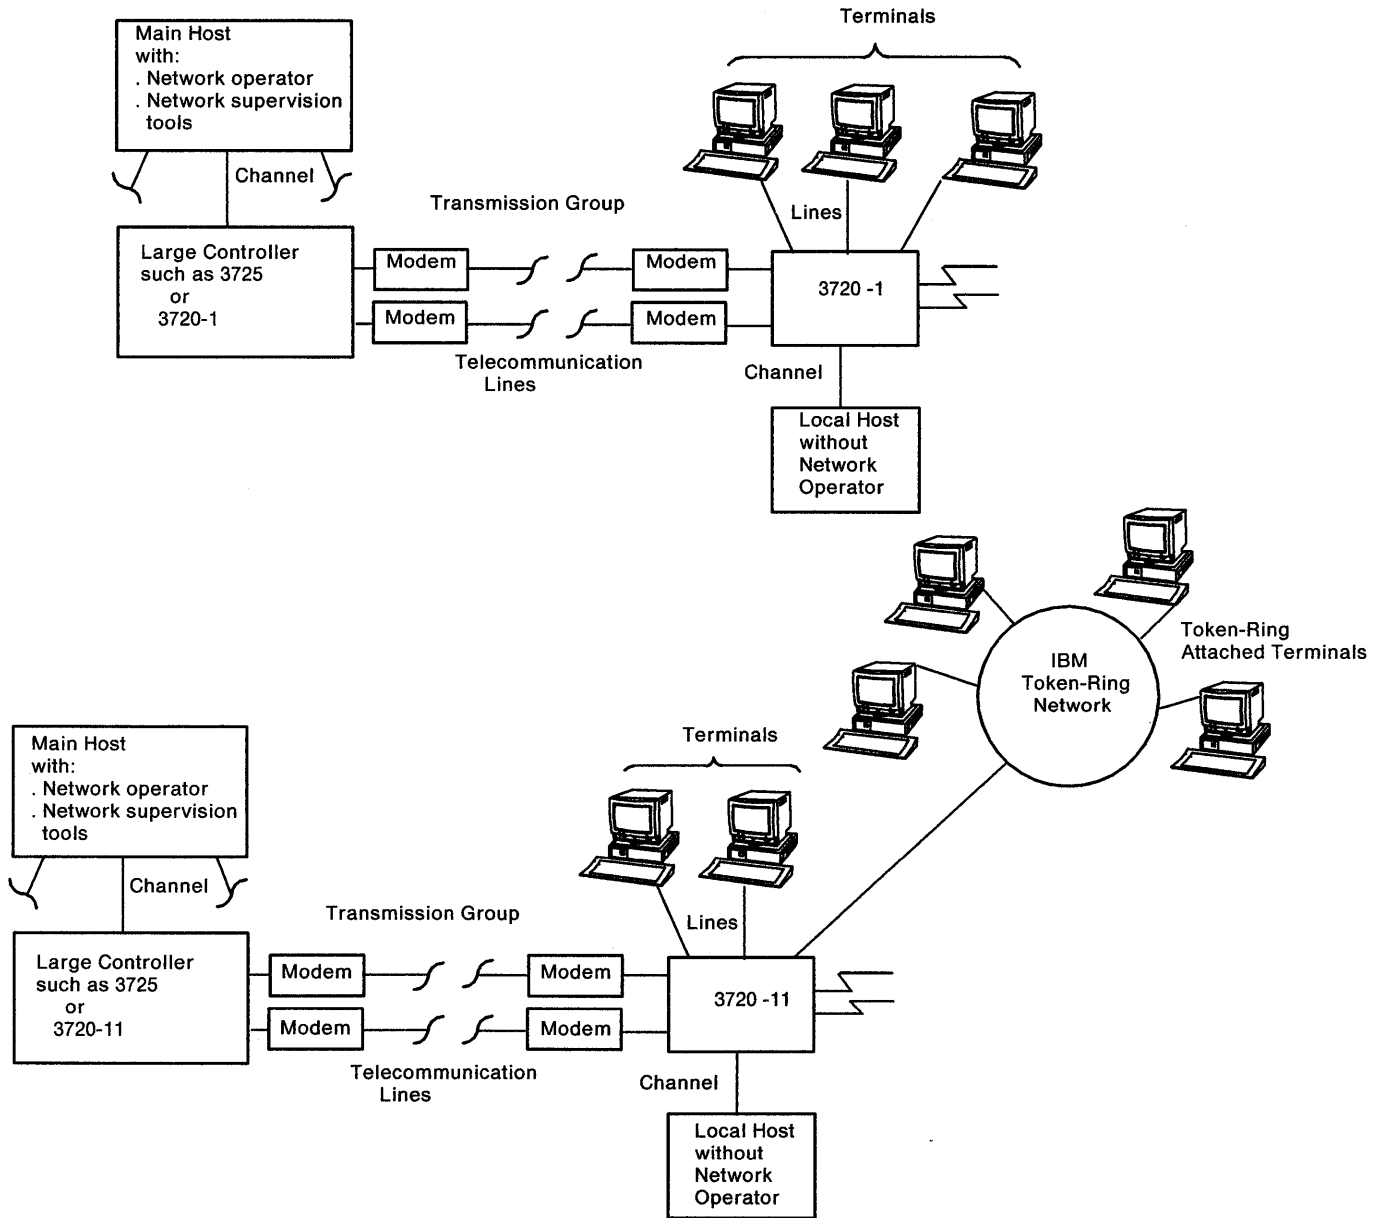 Terminals
Main Host
with:
. Network operator
. Network supervision
tools
Channel
Transmission Group
Lines
Large Controller
such as 3725
or
3720-1
Modem
Modem
3720 -1
Modem
Modem
Telecommunication
Lines
Channel
Local Host
without
Network
Operator
Token-Ring
Attached Terminals
IBM
Token-Ring
Network
Main Host
with:
. Network operator
. Network supervision
tools
Terminals
Channel
Transmission Group
Lines
Large Controller
such as 3725
or
3720-11
Modem
Modem
3720 -11
Modem
Modem
Telecommunication
Lines
Channel
Local Host
without
Network
Operator